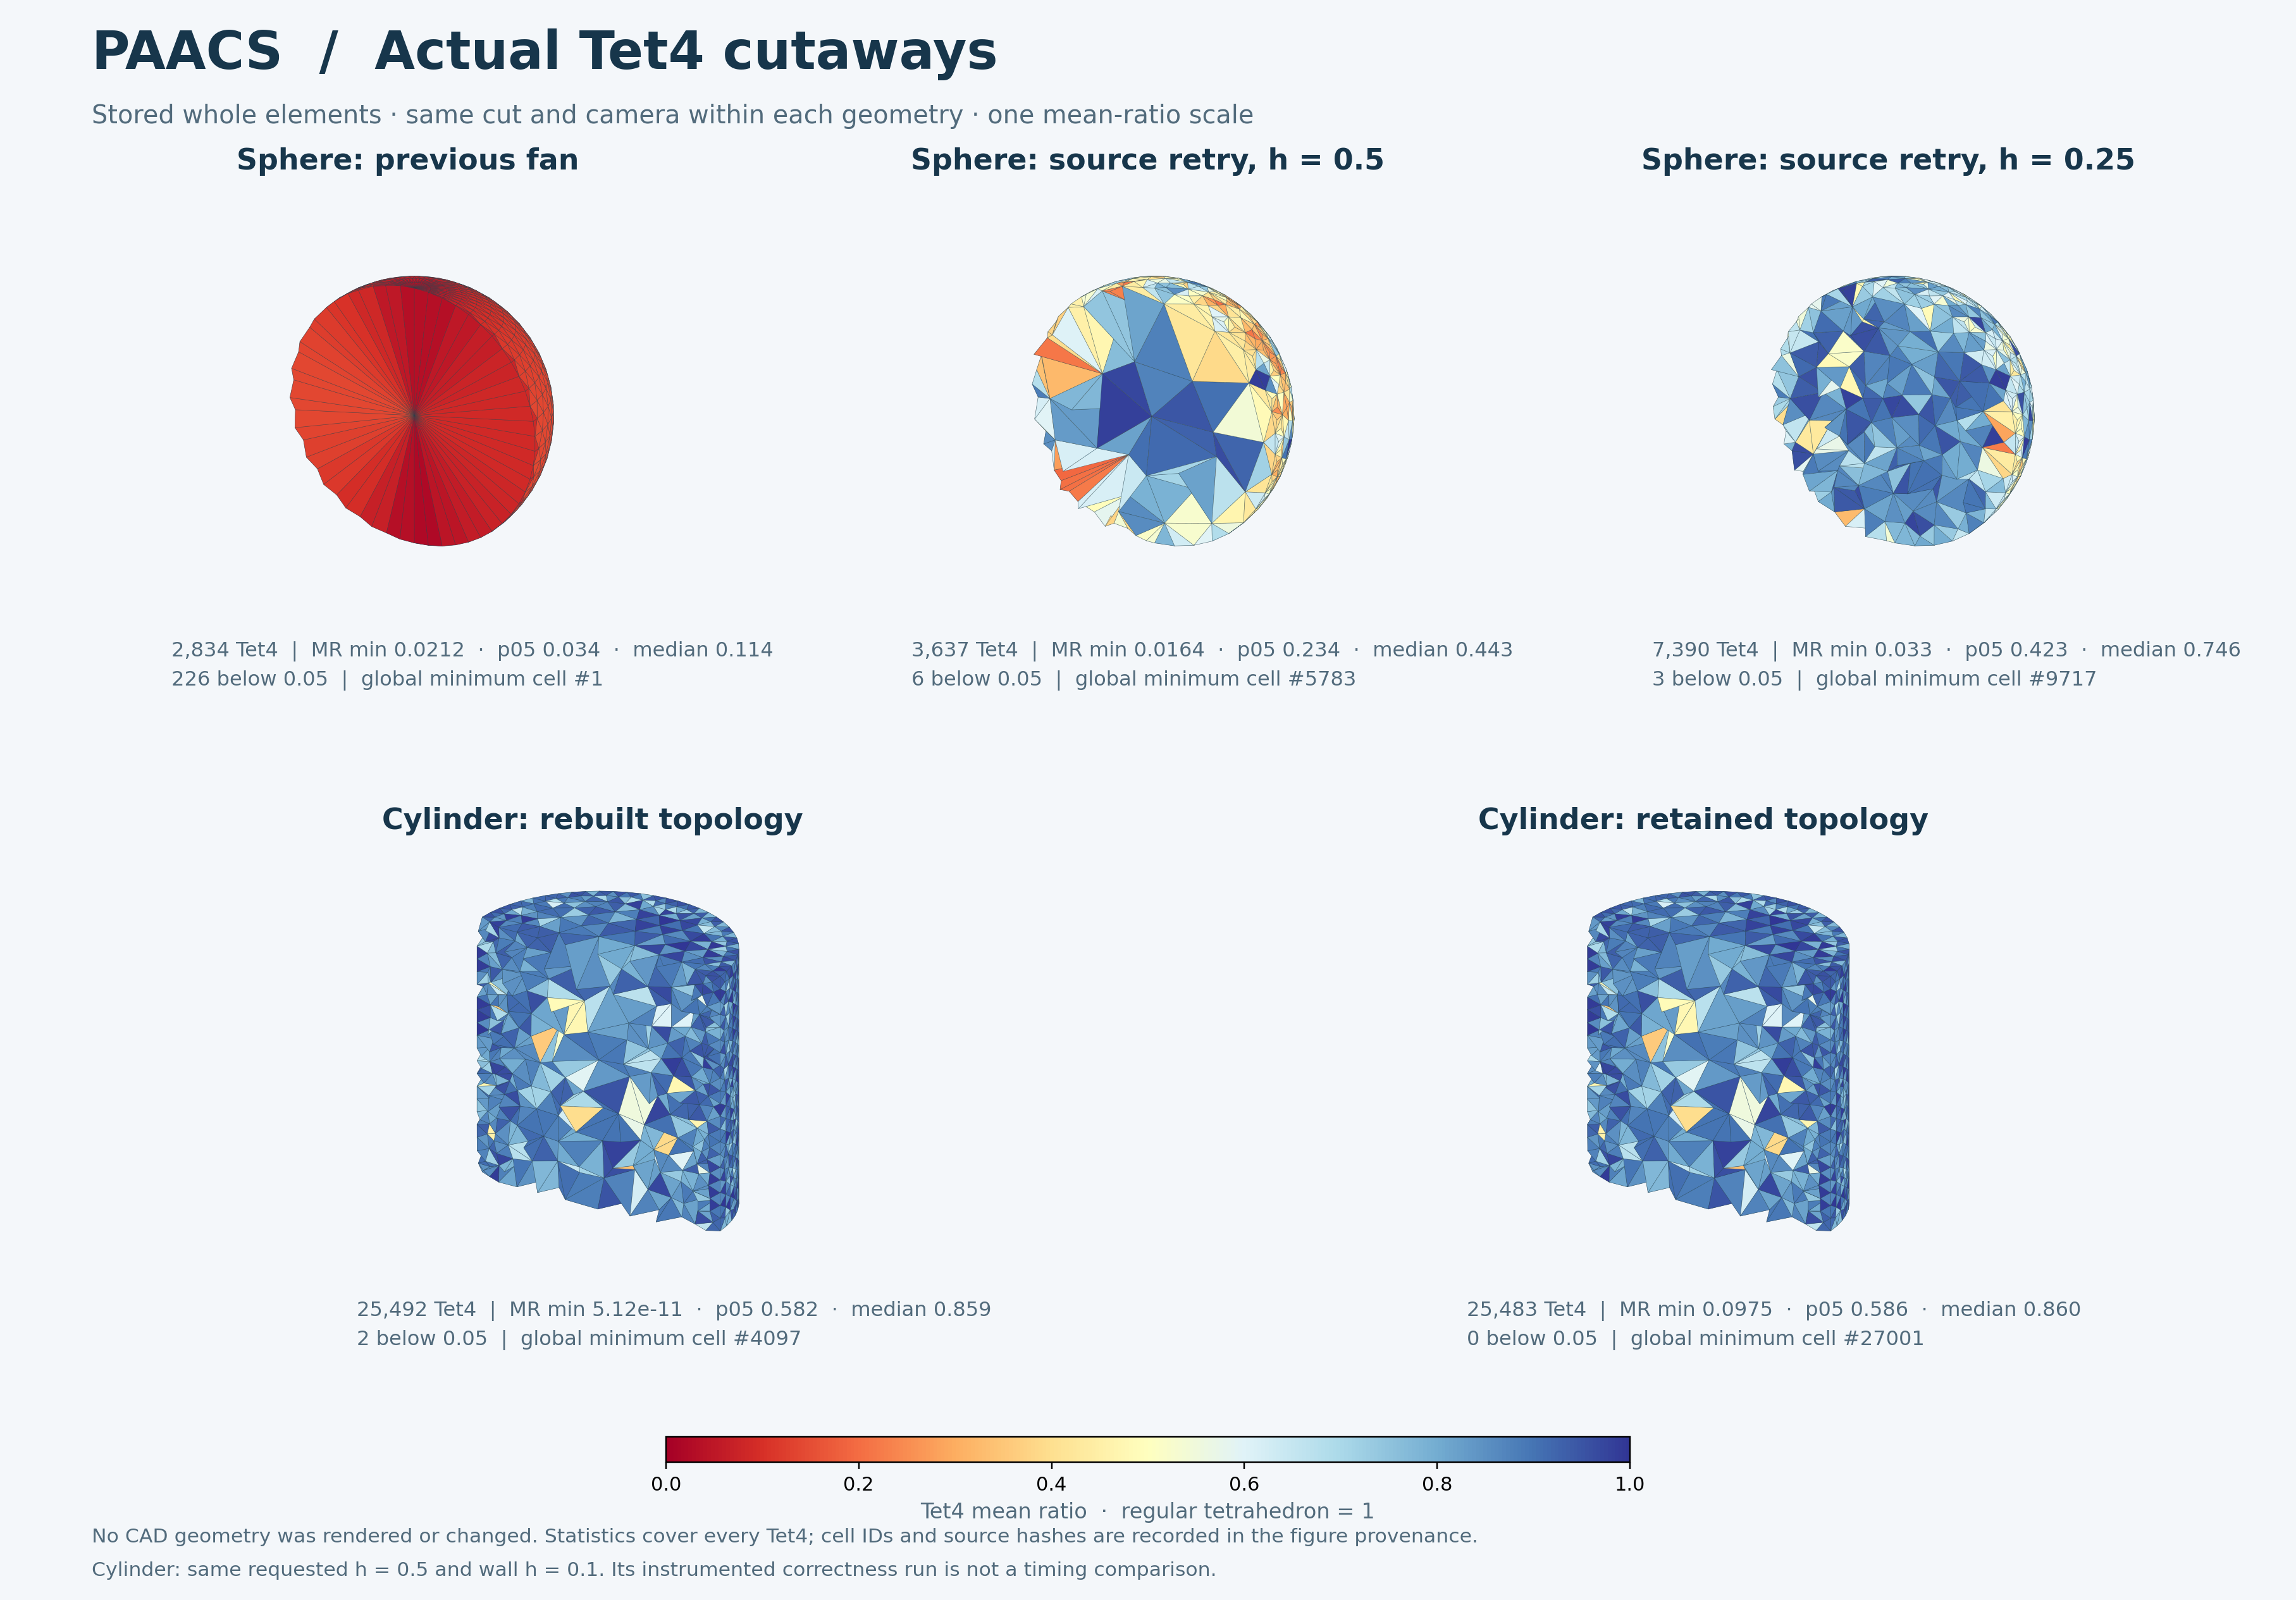 PAACS / Actual Tet4 cutaways
Stored whole elements · same cut and camera within each geometry · one mean-ratio scale
Sphere: previous fan
Sphere: source retry, h = 0.5
Sphere: source retry, h = 0.25
2,834 Tet4 | MR min 0.0212 · p05 0.034 · median 0.114
226 below 0.05 | global minimum cell #1
3,637 Tet4 | MR min 0.0164 · p05 0.234 · median 0.443
6 below 0.05 | global minimum cell #5783
7,390 Tet4 | MR min 0.033 · p05 0.423 · median 0.746
3 below 0.05 | global minimum cell #9717
Cylinder: rebuilt topology
Cylinder: retained topology
25,492 Tet4 | MR min 5.12e-11 · p05 0.582 · median 0.859
2 below 0.05 | global minimum cell #4097
25,483 Tet4 | MR min 0.0975 · p05 0.586 · median 0.860
0 below 0.05 | global minimum cell #27001
0.0 0.2 0.4 0.6 0.8 1.0
Tet4 mean ratio · regular tetrahedron = 1
No CAD geometry was rendered or changed. Statistics cover every Tet4; cell IDs and source hashes are recorded in the figure provenance.
Cylinder: same requested h = 0.5 and wall h = 0.1. Its instrumented correctness run is not a timing comparison.